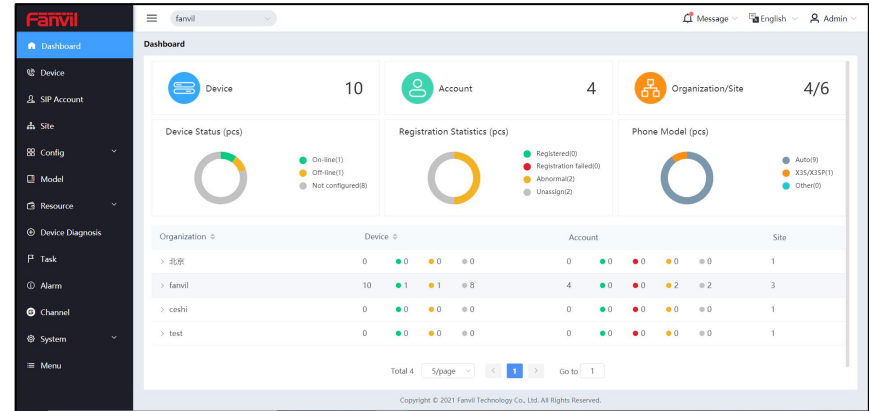 Fanvil
fanvil
Message
English
Admin
Dashboard
Device
SIP Account
Site
Config
Model
Resource
Device Diagnosis
Task
Alarm
Channel
System
Menu
Dashboard
Device 10
Account 4
Organization/Site 4/6
Device Status (pcs)
On-line(1)
Off-line(1)
Not configured(8)
Registration Statistics (pcs)
Registered(0)
Registration failed(0)
Abnormal(2)
Unassign(2)
Phone Model (pcs)
Auto(9)
X3S/X3SP(1)
Other(0)
Organization Device Account Site
北京 0 0 0 0 0 0 0 0 0 1
fanvil 10 1 1 8 4 0 0 2 2 3
ceshi 0 0 0 0 0 0 0 0 0 1
test 0 0 0 0 0 0 0 0 0 1
Total 4 5/page < 1 > Go to 1
Copyright © 2021 Fanvil Technology Co., Ltd. All Rights Reserved.